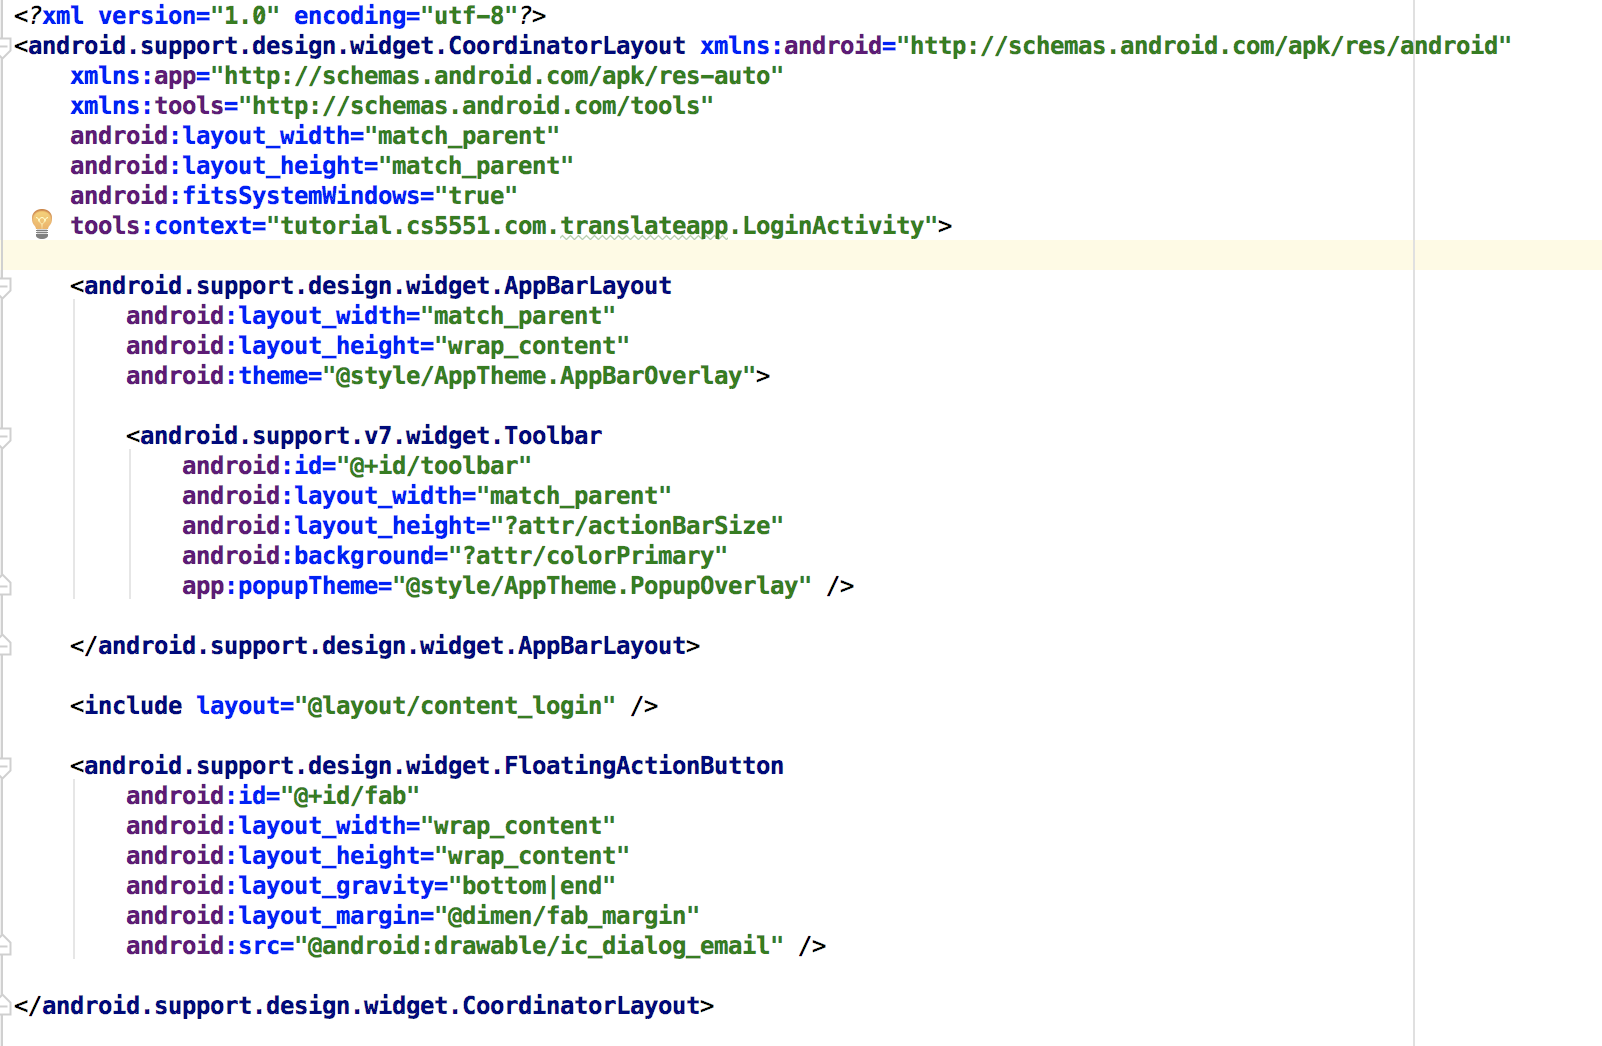 <?xml version="1.0" encoding="utf-8"?>
<android.support.design.widget.CoordinatorLayout xmlns:android="http://schemas.android.com/apk/res/android"
    xmlns:app="http://schemas.android.com/apk/res-auto"
    xmlns:tools="http://schemas.android.com/tools"
    android:layout_width="match_parent"
    android:layout_height="match_parent"
    android:fitsSystemWindows="true"
    tools:context="tutorial.cs5551.com.translateapp.LoginActivity">

    <android.support.design.widget.AppBarLayout
        android:layout_width="match_parent"
        android:layout_height="wrap_content"
        android:theme="@style/AppTheme.AppBarOverlay">

        <android.support.v7.widget.Toolbar
            android:id="@+id/toolbar"
            android:layout_width="match_parent"
            android:layout_height="?attr/actionBarSize"
            android:background="?attr/colorPrimary"
            app:popupTheme="@style/AppTheme.PopupOverlay" />

    </android.support.design.widget.AppBarLayout>

    <include layout="@layout/content_login" />

    <android.support.design.widget.FloatingActionButton
        android:id="@+id/fab"
        android:layout_width="wrap_content"
        android:layout_height="wrap_content"
        android:layout_gravity="bottom|end"
        android:layout_margin="@dimen/fab_margin"
        android:src="@android:drawable/ic_dialog_email" />

</android.support.design.widget.CoordinatorLayout>